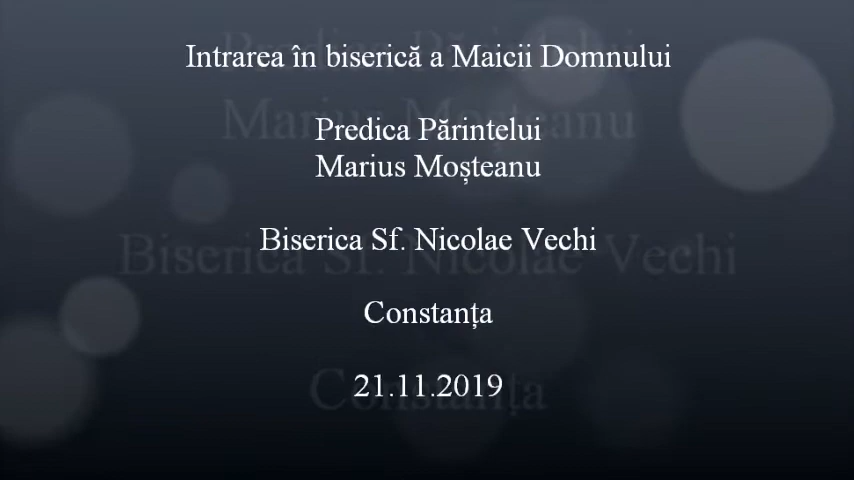 Intrarea în biserică a Maicii Domnului
Predica Părintelui
Marius Moșteanu
Biserica Sf. Nicolae Vechi
Constanța
21.11.2019